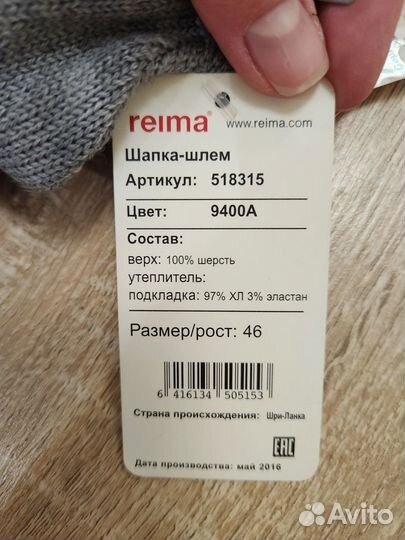 reima® www.reima.com
Шапка-шлем
Артикул: 518315
Цвет: 9400A
Состав:
верх: 100% шерсть
утеплитель:
подкладка: 97% ХЛ 3% эластан
Размер/рост: 46
6 416134 505153
Страна происхождения: Шри-Ланка
EAC
Дата производства: май 2016
Avito